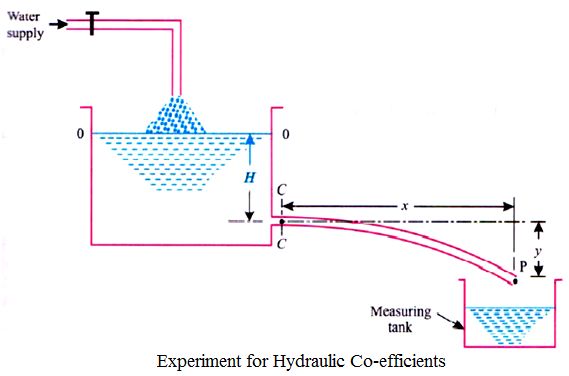 Water
supply
0
0
H
C
x
C
y
P
Measuring
tank
Experiment for Hydraulic Co-efficients